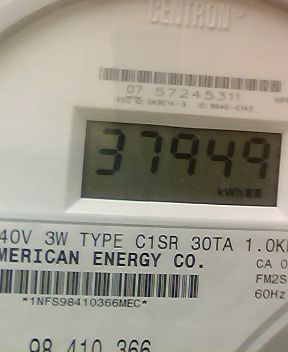 CENTRON®
07 57245311
37949
kWh
40V 3W TYPE C1SR 30TA 1.0K
MERICAN ENERGY CO.
CA 0
FM2S
60Hz
*1NFS98410366MEC*
98 410 366